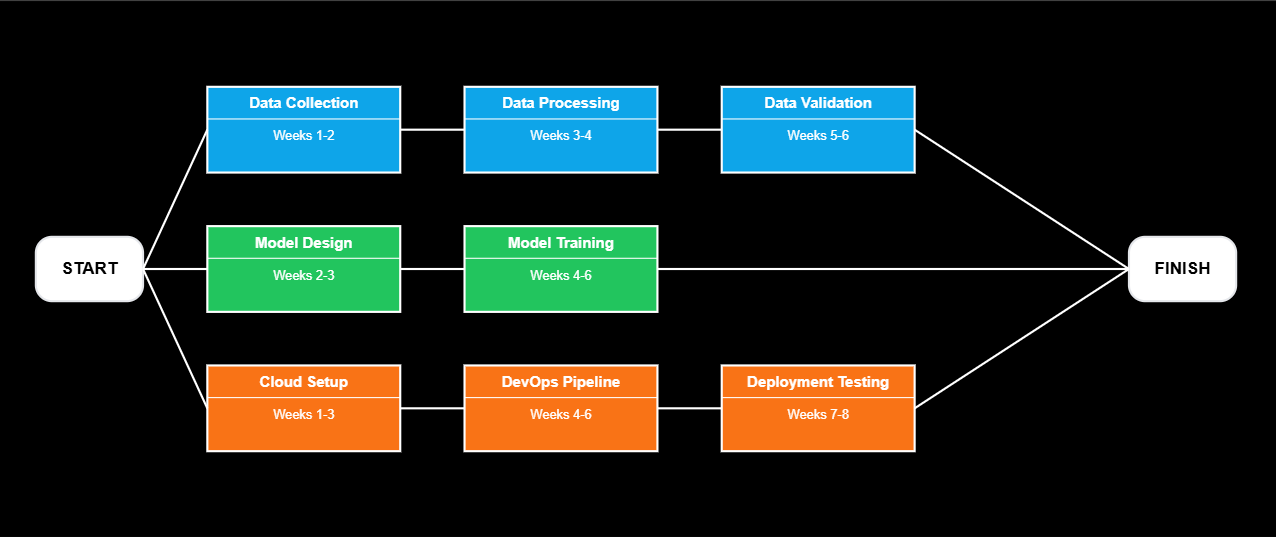 START
Data Collection
Weeks 1-2
Data Processing
Weeks 3-4
Data Validation
Weeks 5-6
Model Design
Weeks 2-3
Model Training
Weeks 4-6
Cloud Setup
Weeks 1-3
DevOps Pipeline
Weeks 4-6
Deployment Testing
Weeks 7-8
FINISH